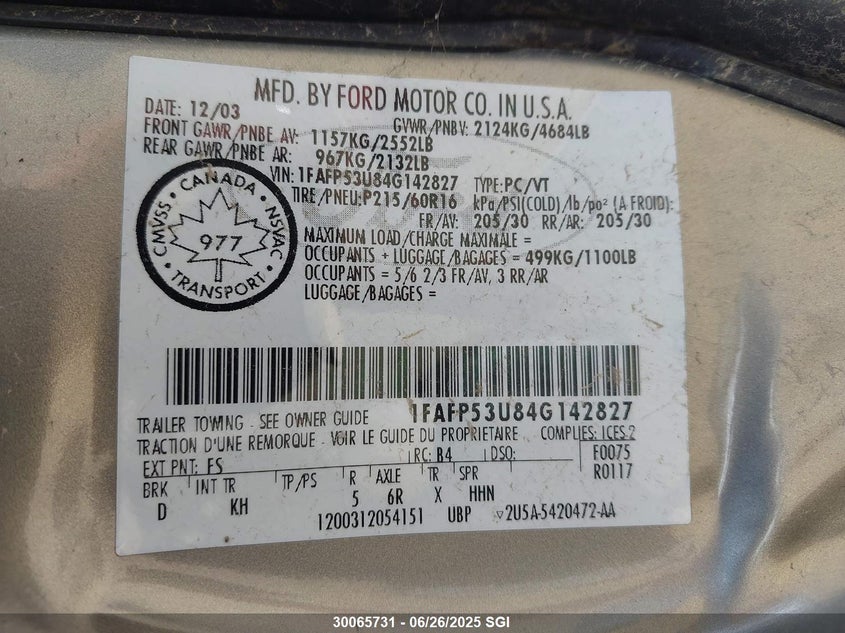 MFD. BY FORD MOTOR CO. IN U.S.A.
DATE: 12/03 GVWR/PNBV: 2124KG/4684LB
FRONT GAWR/PNBE AV: 1157KG/2552LB
REAR GAWR/PNBE AR: 967KG/2132LB
VIN: 1FAFP53U84G142827 TYPE: PC/VT
TIRE/PNEU: P215/60R16 kPa/PSI(COLD)/lb/po² (A FROID):
FR/AV: 205/30 RR/AR: 205/30
MAXIMUM LOAD/CHARGE MAXIMALE =
OCCUPANTS + LUGGAGE/BAGAGES = 499KG/1100LB
OCCUPANTS = 5/6 2/3 FR/AV, 3 RR/AR
LUGGAGE/BAGAGES =
CANADA
CMVSS • NSVAC
977
TRANSPORT
1FAFP53U84G142827
TRAILER TOWING - SEE OWNER GUIDE
TRACTION D'UNE REMORQUE - VOIR LE GUIDE DU PROPRIETAIRE COMPLIES: ICES-2
EXT PNT: FS RC: B4 DSO: F0075
R0117
BRK INT TR TP/PS R AXLE TR SPR
D KH 5 6R X HHN
1200312054151 UBP ▽2U5A-5420472-AA
30065731 - 06/26/2025 SGI